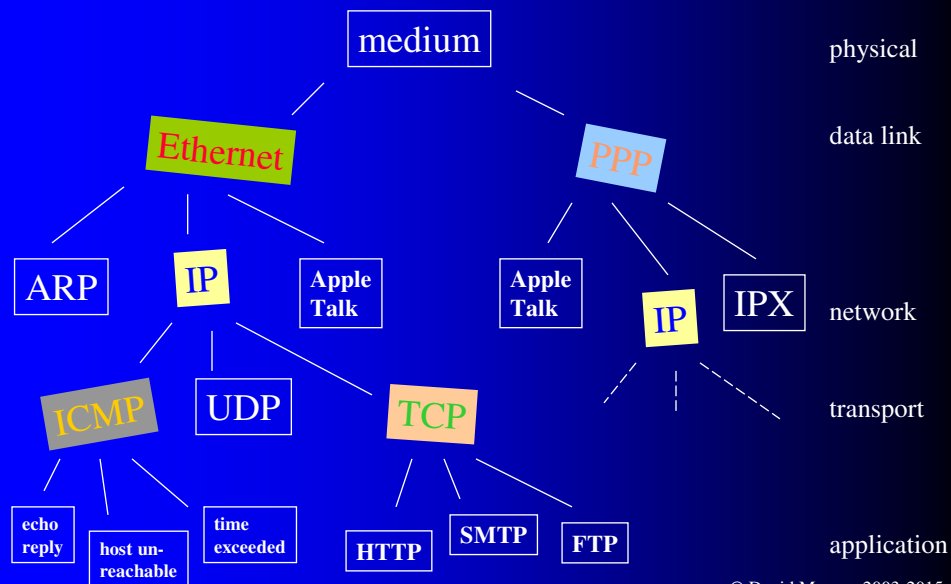 medium
physical
Ethernet
PPP
data link
ARP
IP
Apple
Talk
Apple
Talk
IP
IPX
network
ICMP
UDP
TCP
transport
echo
reply
host un-
reachable
time
exceeded
HTTP
SMTP
FTP
application